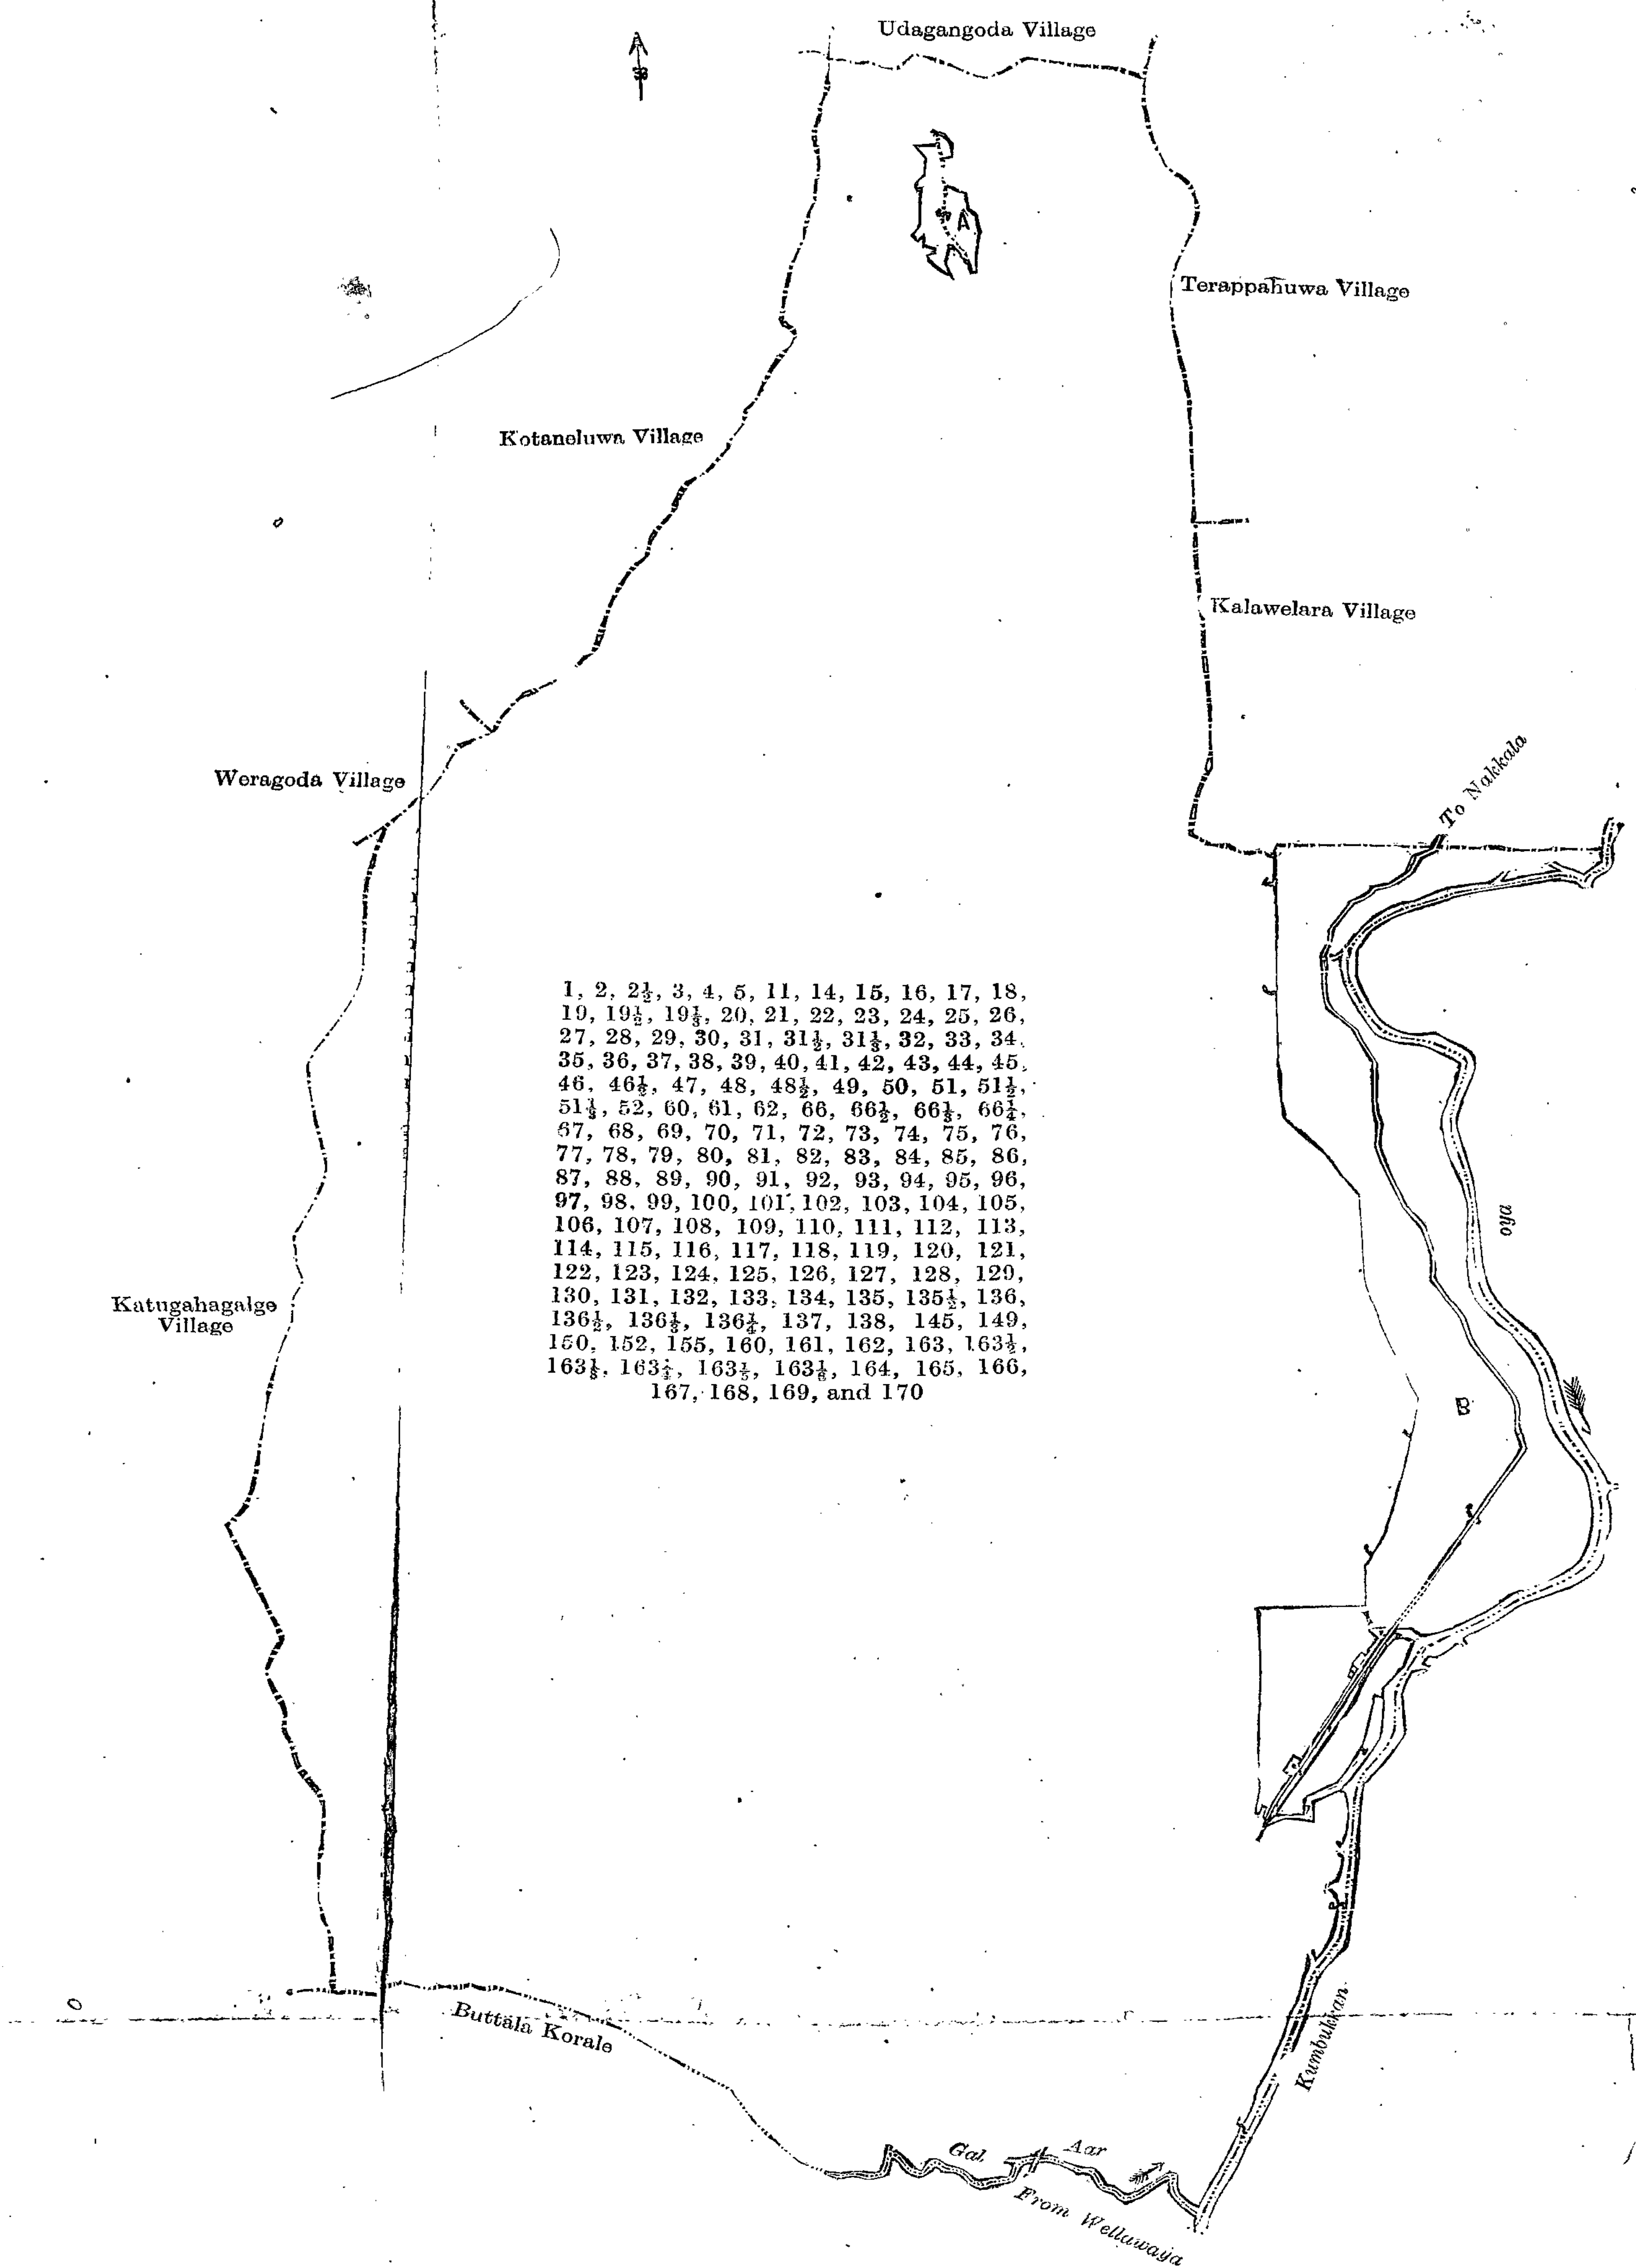 Udagangoda Village
A
Terappahuwa Village
Kotaneluwa Village
Kalawelara Village
To Nakkala
Weragoda Village
1, 2, 2½, 3, 4, 5, 11, 14, 15, 16, 17, 18,
19, 19½, 19⅓, 20, 21, 22, 23, 24, 25, 26,
27, 28, 29, 30, 31, 31½, 31⅓, 32, 33, 34,
35, 36, 37, 38, 39, 40, 41, 42, 43, 44, 45,
46, 46½, 47, 48, 48½, 49, 50, 51, 51½,
51⅓, 52, 60, 61, 62, 66, 66½, 66⅓, 66¼,
67, 68, 69, 70, 71, 72, 73, 74, 75, 76,
77, 78, 79, 80, 81, 82, 83, 84, 85, 86,
87, 88, 89, 90, 91, 92, 93, 94, 95, 96,
97, 98, 99, 100, 101, 102, 103, 104, 105,
106, 107, 108, 109, 110, 111, 112, 113,
114, 115, 116, 117, 118, 119, 120, 121,
122, 123, 124, 125, 126, 127, 128, 129,
130, 131, 132, 133, 134, 135, 135½, 136,
136½, 136⅓, 136¼, 137, 138, 145, 149,
150, 152, 155, 160, 161, 162, 163, 163½,
163⅓, 163¼, 163⅕, 163⅙, 164, 165, 166,
167, 168, 169, and 170
oya
Katugahagalge
Village
B
Buttala Korale
Kumbukkan
Gal Aar
From Wellawaya